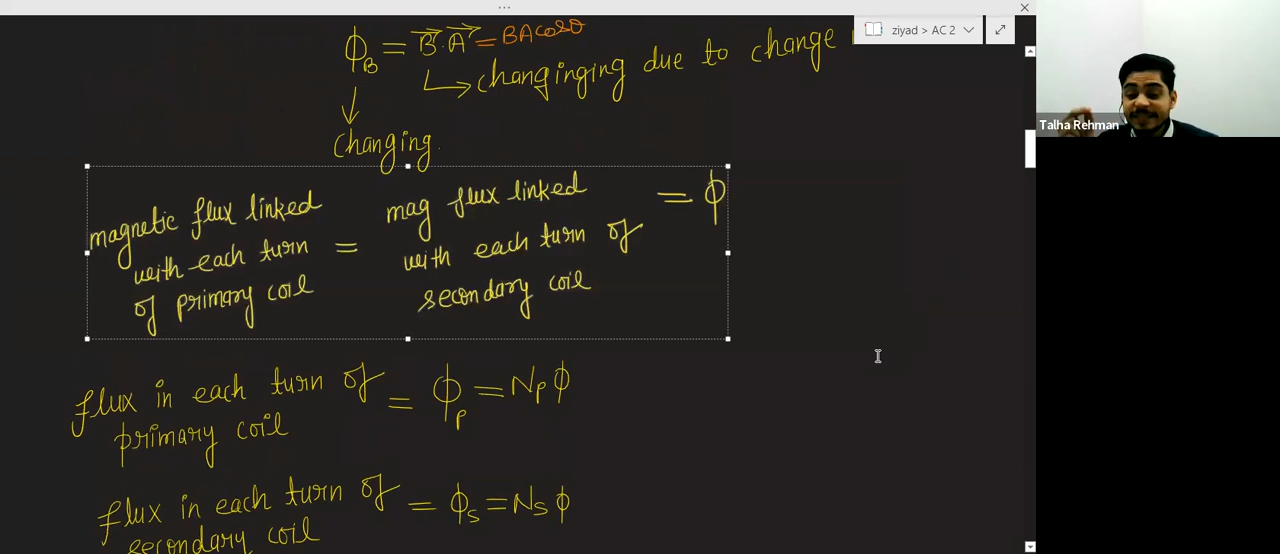 ϕB = B⃗.A⃗ = BAcosθ
ziyad > AC 2
changinging due to change
changing.
Talha Rehman
magnetic flux linked with each turn of primary coil = mag flux linked with each turn of secondary coil = ϕ
flux in each turn of primary coil = ϕp = Npϕ
flux in each turn of secondary coil = ϕs = Nsϕ